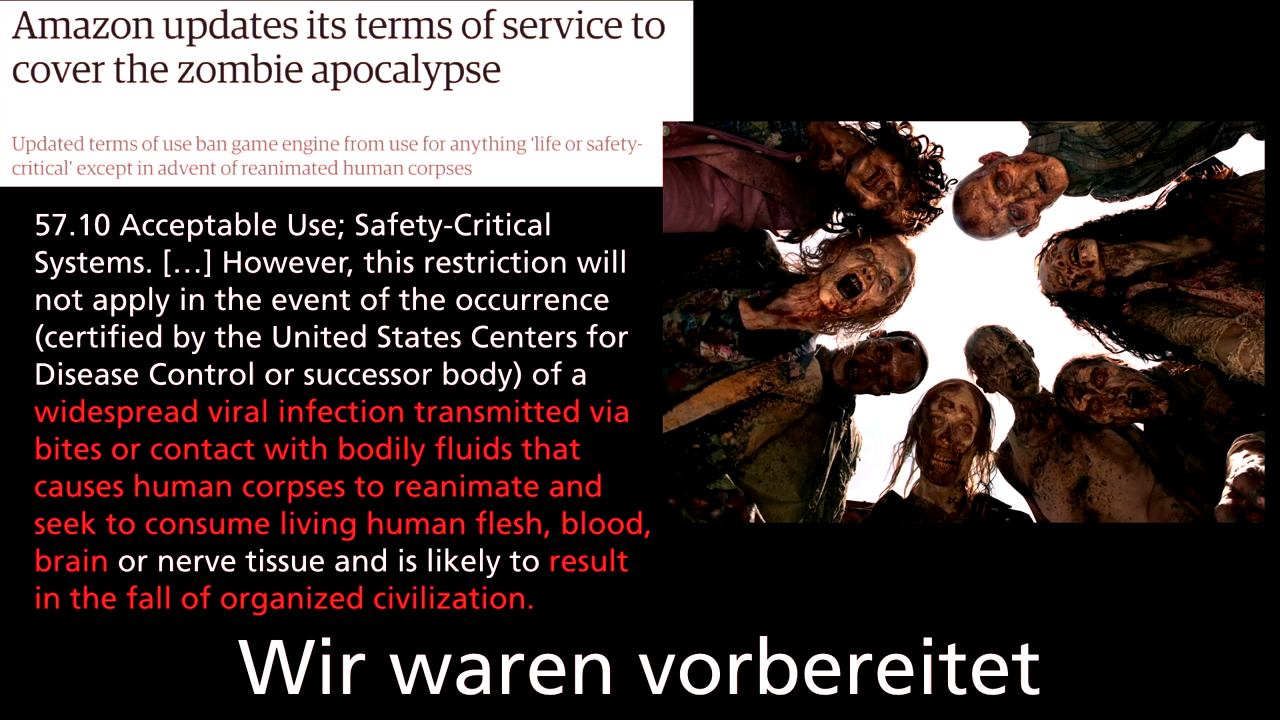 Amazon updates its terms of service to
cover the zombie apocalypse
Updated terms of use ban game engine from use for anything ‘life or safety-
critical’ except in advent of reanimated human corpses
57.10 Acceptable Use; Safety-Critical
Systems. […] However, this restriction will
not apply in the event of the occurrence
(certified by the United States Centers for
Disease Control or successor body) of a
widespread viral infection transmitted via
bites or contact with bodily fluids that
causes human corpses to reanimate and
seek to consume living human flesh, blood,
brain or nerve tissue and is likely to result
in the fall of organized civilization.
Wir waren vorbereitet